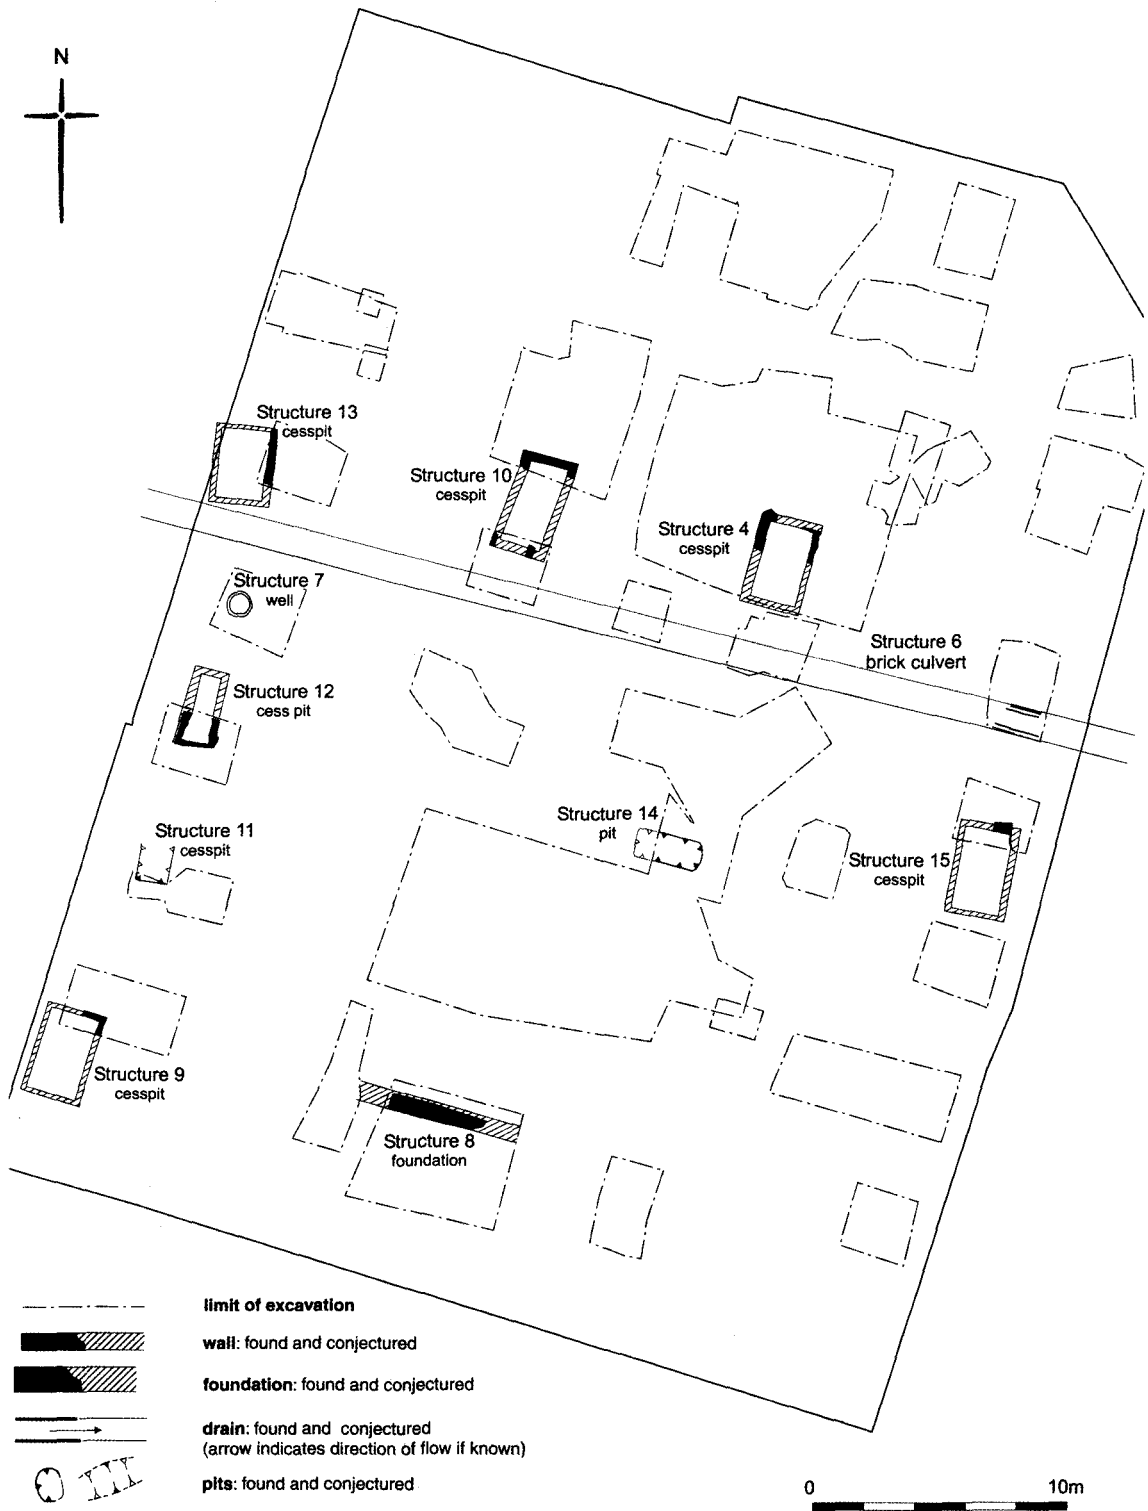 N
Structure 13
cesspit
Structure 10
cesspit
Structure 4
cesspit
Structure 7
well
Structure 6
brick culvert
Structure 12
cess pit
Structure 14
pit
Structure 11
cesspit
Structure 15
cesspit
Structure 9
cesspit
Structure 8
foundation
limit of excavation
wall: found and conjectured
foundation: found and conjectured
drain: found and conjectured
(arrow indicates direction of flow if known)
pits: found and conjectured
0 10m